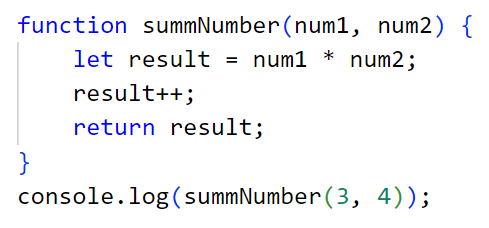 function summNumber(num1, num2) {
    let result = num1 * num2;
    result++;
    return result;
}
console.log(summNumber(3, 4));